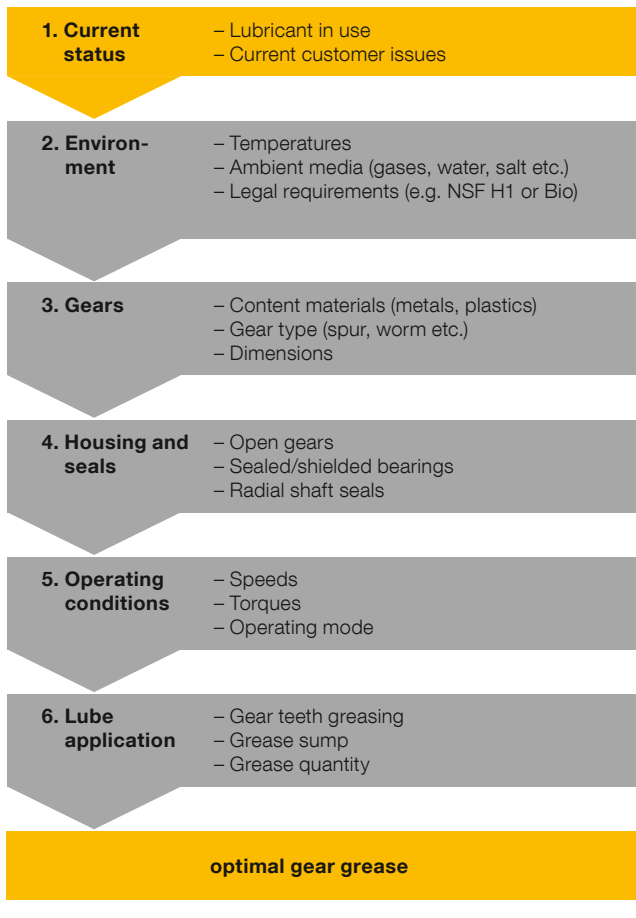 1. Current status
– Lubricant in use
– Current customer issues
2. Environ-
ment
– Temperatures
– Ambient media (gases, water, salt etc.)
– Legal requirements (e.g. NSF H1 or Bio)
3. Gears
– Content materials (metals, plastics)
– Gear type (spur, worm etc.)
– Dimensions
4. Housing and
seals
– Open gears
– Sealed/shielded bearings
– Radial shaft seals
5. Operating
conditions
– Speeds
– Torques
– Operating mode
6. Lube
application
– Gear teeth greasing
– Grease sump
– Grease quantity
optimal gear grease